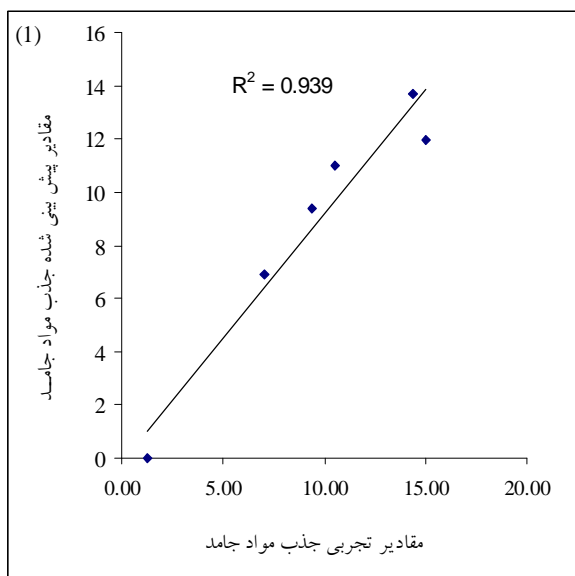 (1)
R² = 0.939
مقادیر پیش بینی شده جذب مواد جامد
16
14
12
10
8
6
4
2
0
0.00 5.00 10.00 15.00 20.00
مقادیر تجربی جذب مواد جامد